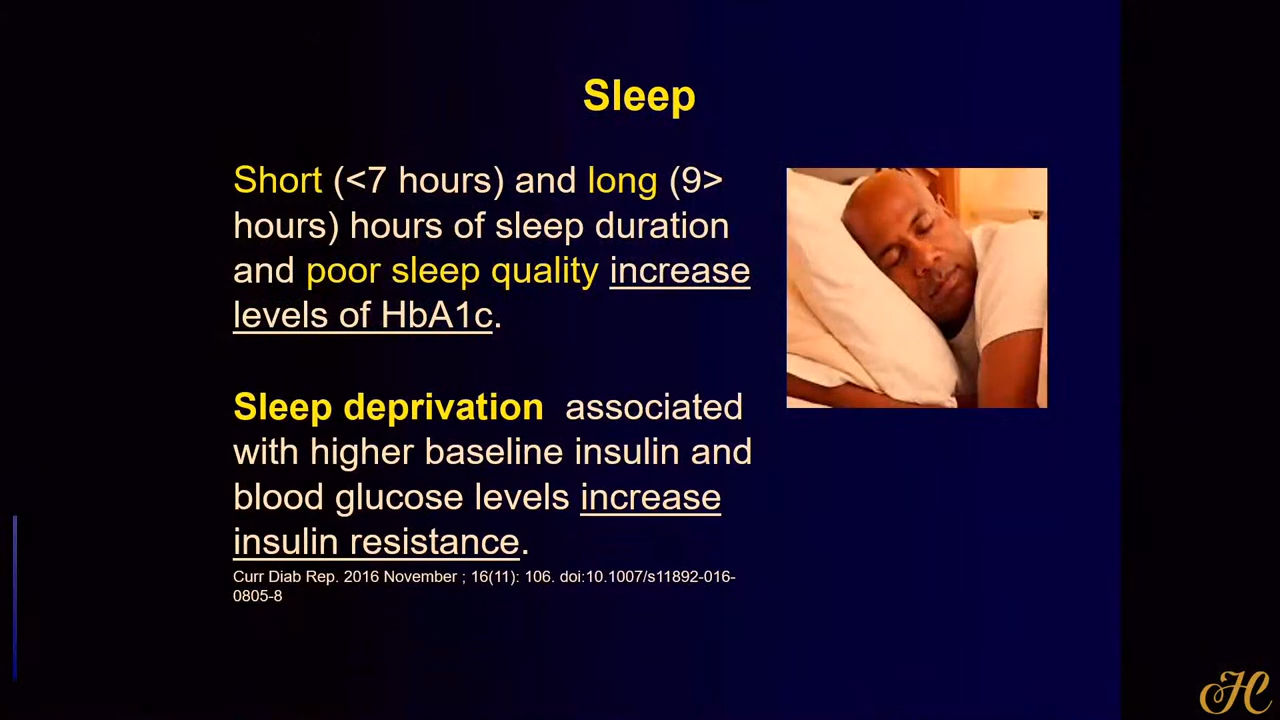 Sleep
Short (<7 hours) and long (9>
hours) hours of sleep duration
and poor sleep quality increase
levels of HbA1c.
Sleep deprivation  associated
with higher baseline insulin and
blood glucose levels increase
insulin resistance.
Curr Diab Rep. 2016 November ; 16(11): 106. doi:10.1007/s11892-016-
0805-8